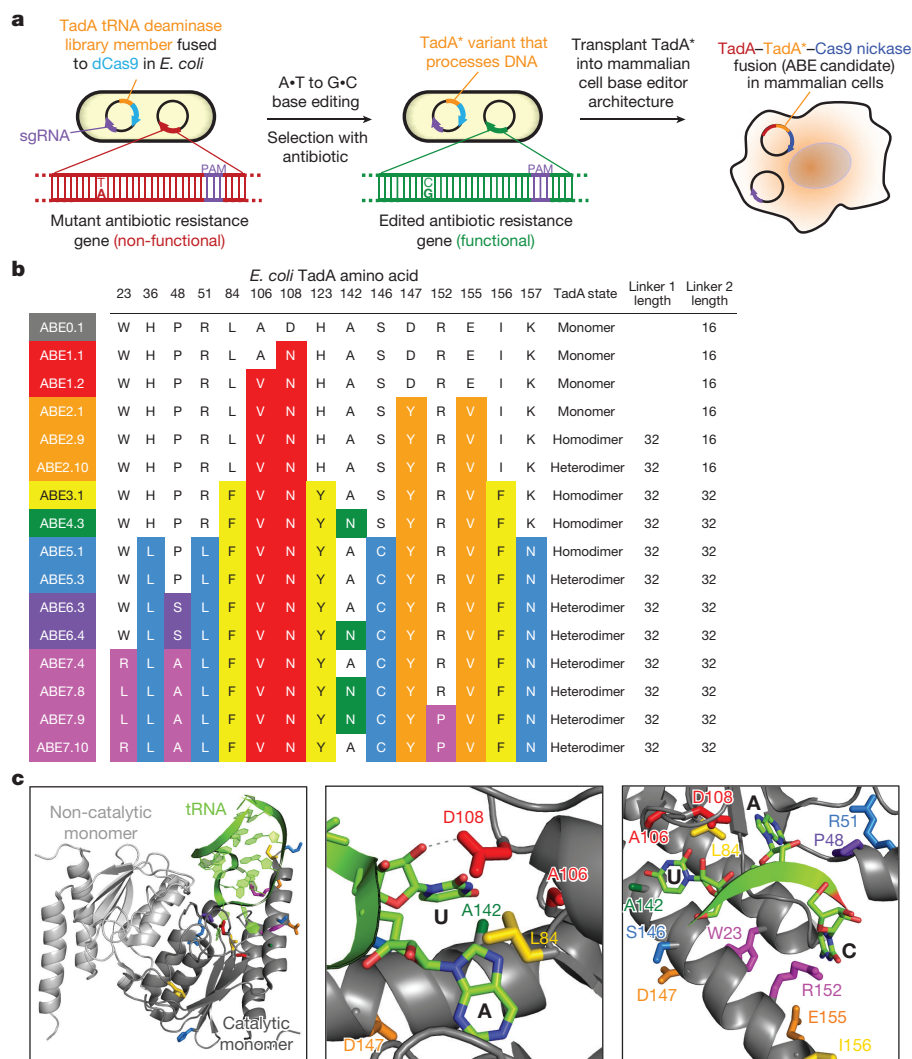 a
TadA tRNA deaminase
library member fused
to dCas9 in E. coli
sgRNA
T
A
PAM
Mutant antibiotic resistance
gene (non-functional)
A•T to G•C
base editing
Selection with
antibiotic
TadA* variant that
processes DNA
C
G
PAM
Edited antibiotic resistance
gene (functional)
Transplant TadA*
into mammalian
cell base editor
architecture
TadA–TadA*–Cas9 nickase
fusion (ABE candidate)
in mammalian cells
b
E. coli TadA amino acid
23 36 48 51 84 106 108 123 142 146 147 152 155 156 157 TadA state Linker 1 length Linker 2 length
ABE0.1 W H P R L A D H A S D R E I K Monomer 16
ABE1.1 W H P R L A N H A S D R E I K Monomer 16
ABE1.2 W H P R L V N H A S D R E I K Monomer 16
ABE2.1 W H P R L V N H A S Y R V I K Monomer 16
ABE2.9 W H P R L V N H A S Y R V I K Homodimer 32 16
ABE2.10 W H P R L V N H A S Y R V I K Heterodimer 32 16
ABE3.1 W H P R F V N Y A S Y R V F K Homodimer 32 32
ABE4.3 W H P R F V N Y N S Y R V F K Homodimer 32 32
ABE5.1 W L P L F V N Y A C Y R V F N Homodimer 32 32
ABE5.3 W L P L F V N Y A C Y R V F N Heterodimer 32 32
ABE6.3 W L S L F V N Y A C Y R V F N Heterodimer 32 32
ABE6.4 W L S L F V N Y N C Y R V F N Heterodimer 32 32
ABE7.4 R L A L F V N Y A C Y R V F N Heterodimer 32 32
ABE7.8 L L A L F V N Y N C Y R V F N Heterodimer 32 32
ABE7.9 L L A L F V N Y N C Y P V F N Heterodimer 32 32
ABE7.10 R L A L F V N Y A C Y P V F N Heterodimer 32 32
c
Non-catalytic
monomer
tRNA
Catalytic
monomer
D108
A106
U
A142
L84
A
D147
D108
A
R51
A106
P48
L84
U
A142
S146
W23
C
D147
R152
E155
I156